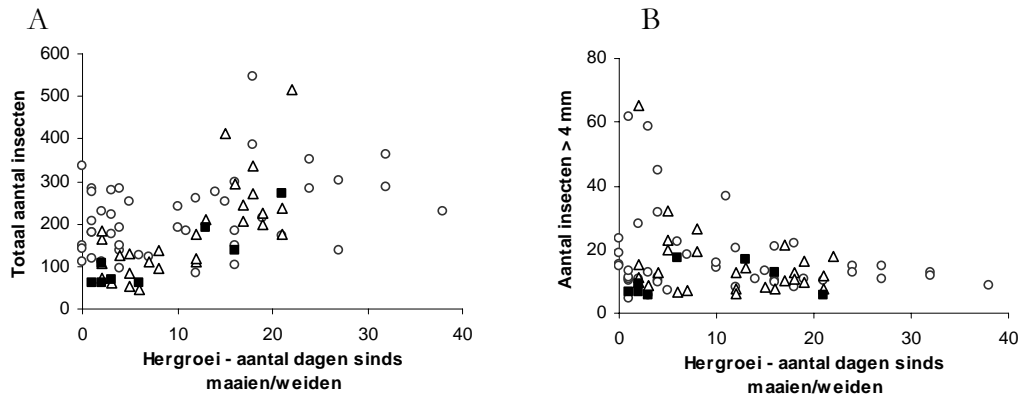 A
Totaal aantal insecten
600
500
400
300
200
100
0
0 10 20 30 40
Hergroei - aantal dagen sinds
maaien/weiden
B
Aantal insecten > 4 mm
80
60
40
20
0
0 10 20 30 40
Hergroei - aantal dagen sinds
maaien/weiden